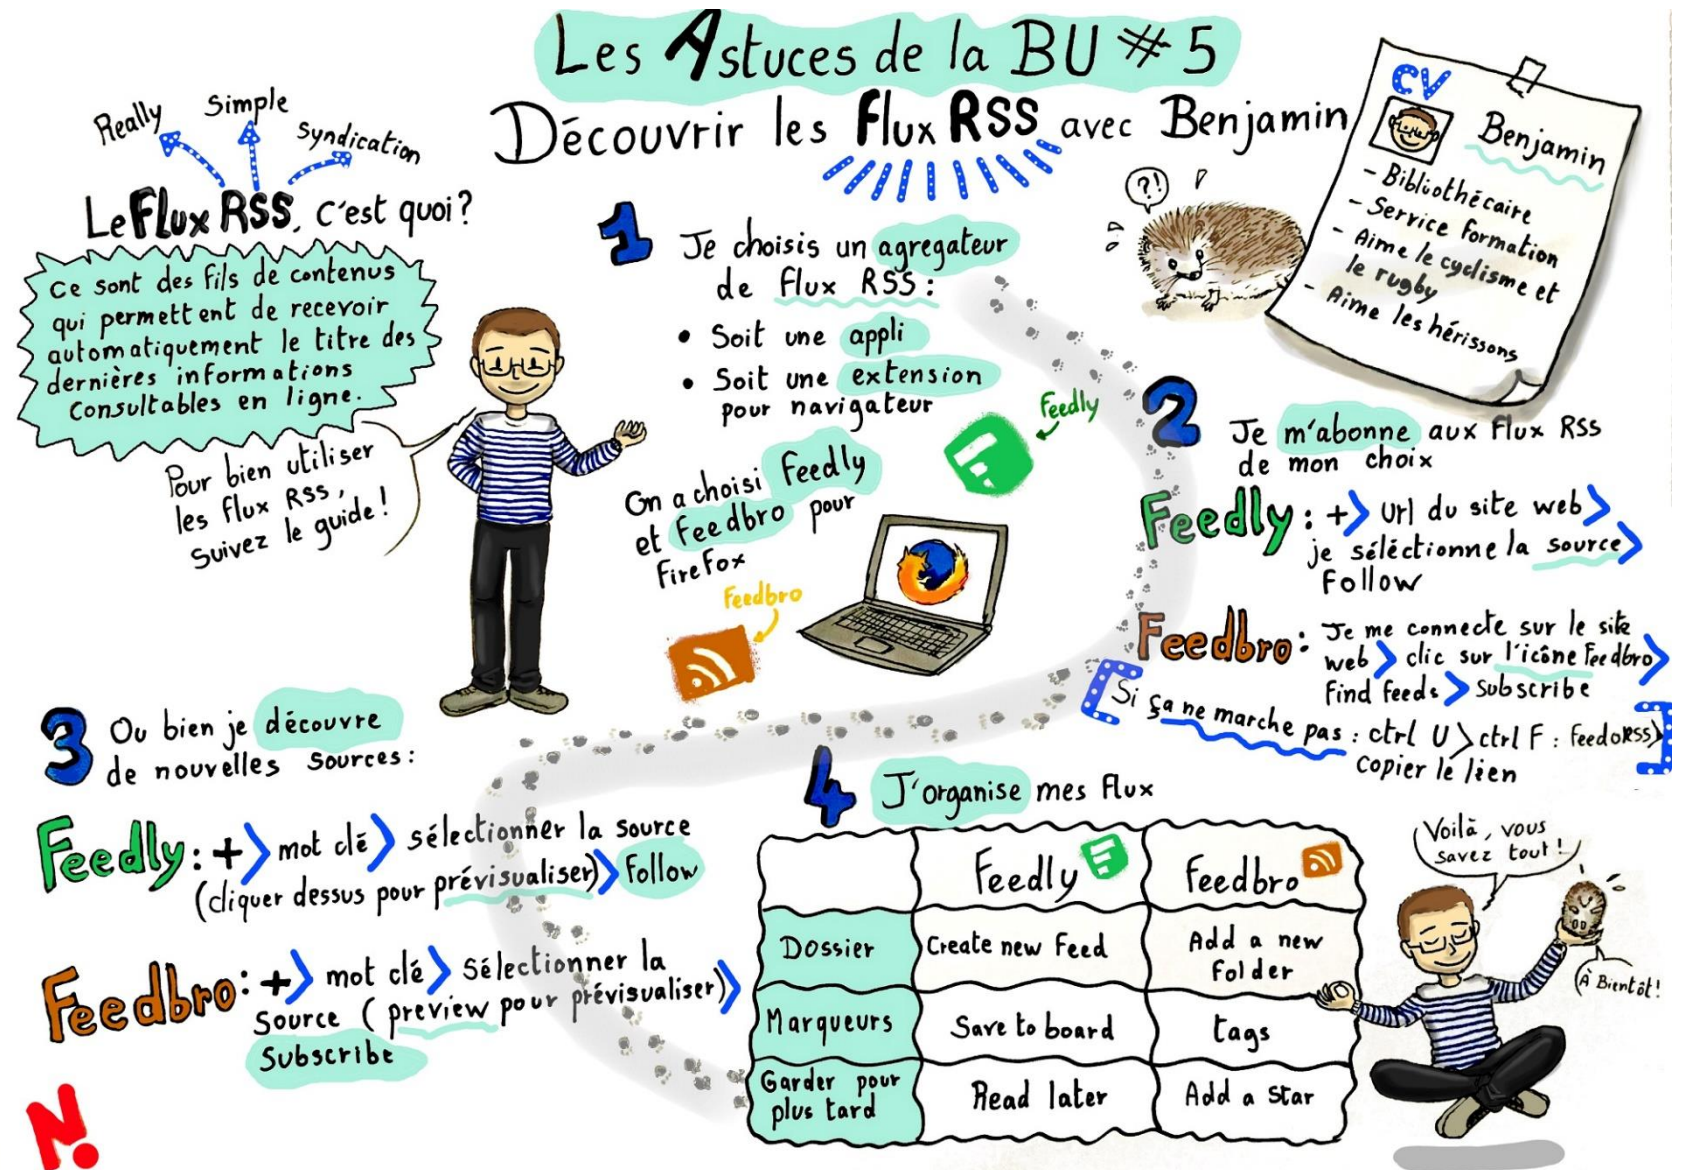 Les Astuces de la BU # 5
Découvrir les Flux RSS avec Benjamin
Really
Simple
Syndication
Le Flux RSS, c'est quoi ?
Ce sont des fils de contenus
qui permettent de recevoir
automatiquement le titre des
dernières informations
consultables en ligne.
Pour bien utiliser
les flux RSS,
suivez le guide !
CV
Benjamin
- Bibliothécaire
- Service formation
- Aime le cyclisme et
le rugby
- Aime les hérissons
?!
1
Je choisis un agregateur
de flux RSS :
• Soit une appli
• Soit une extension
pour navigateur
Feedly
On a choisi Feedly
et Feedbro pour
FireFox
Feedbro
2
Je m'abonne aux flux RSS
de mon choix
Feedly : + > Url du site web >
je séléctionne la source >
Follow
Feedbro : Je me connecte sur le site
web > clic sur l'icône Feedbro >
Find feeds > Subscribe
[Si ça ne marche pas : ctrl U > ctrl F : feedoRSS >
copier le lien]
3
Ou bien je découvre
de nouvelles sources :
Feedly : + > mot clé > sélectionner la source
(cliquer dessus pour prévisualiser) > Follow
Feedbro : + > mot clé > Sélectionner la
source (preview pour prévisualiser) >
Subscribe
4
J'organise mes flux
Feedly
Feedbro
Dossier
Create new Feed
Add a new
folder
Marqueurs
Save to board
tags
Garder pour
plus tard
Read later
Add a star
Voilà, vous
savez tout !
À Bientôt !
N.